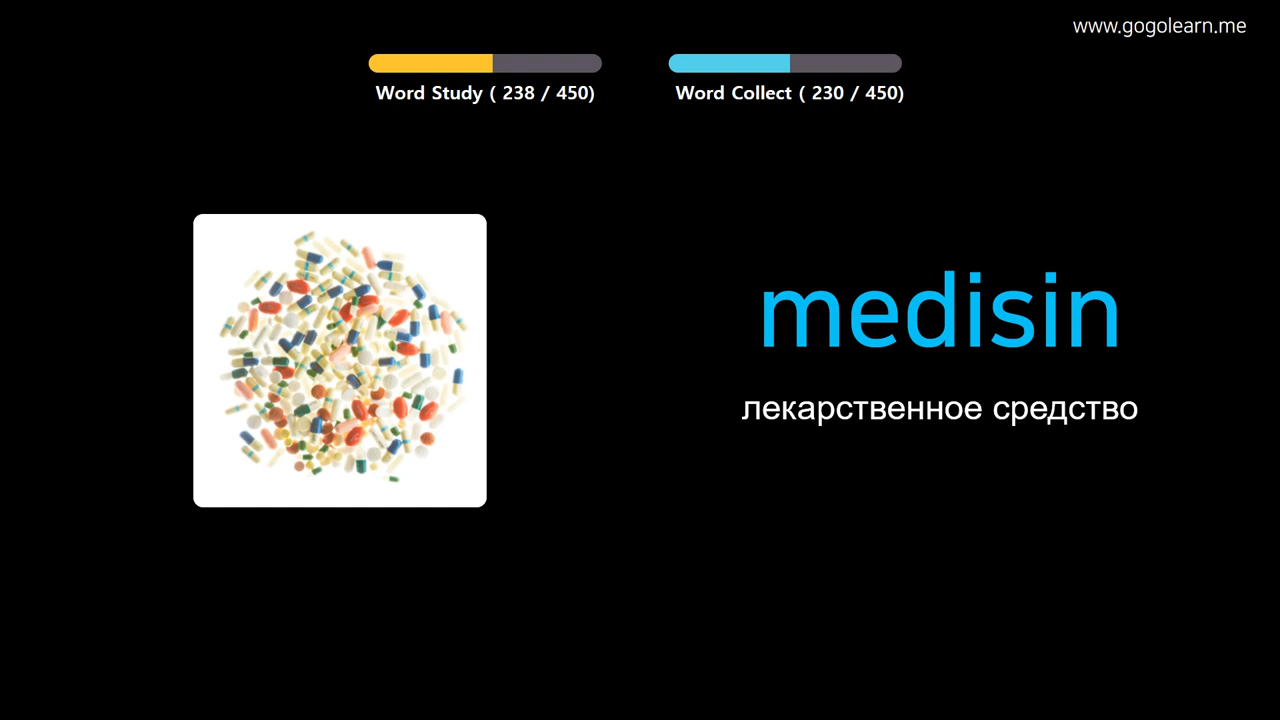 www.gogolearn.me
Word Study ( 238 / 450)
Word Collect ( 230 / 450)
medisin
лекарственное средство